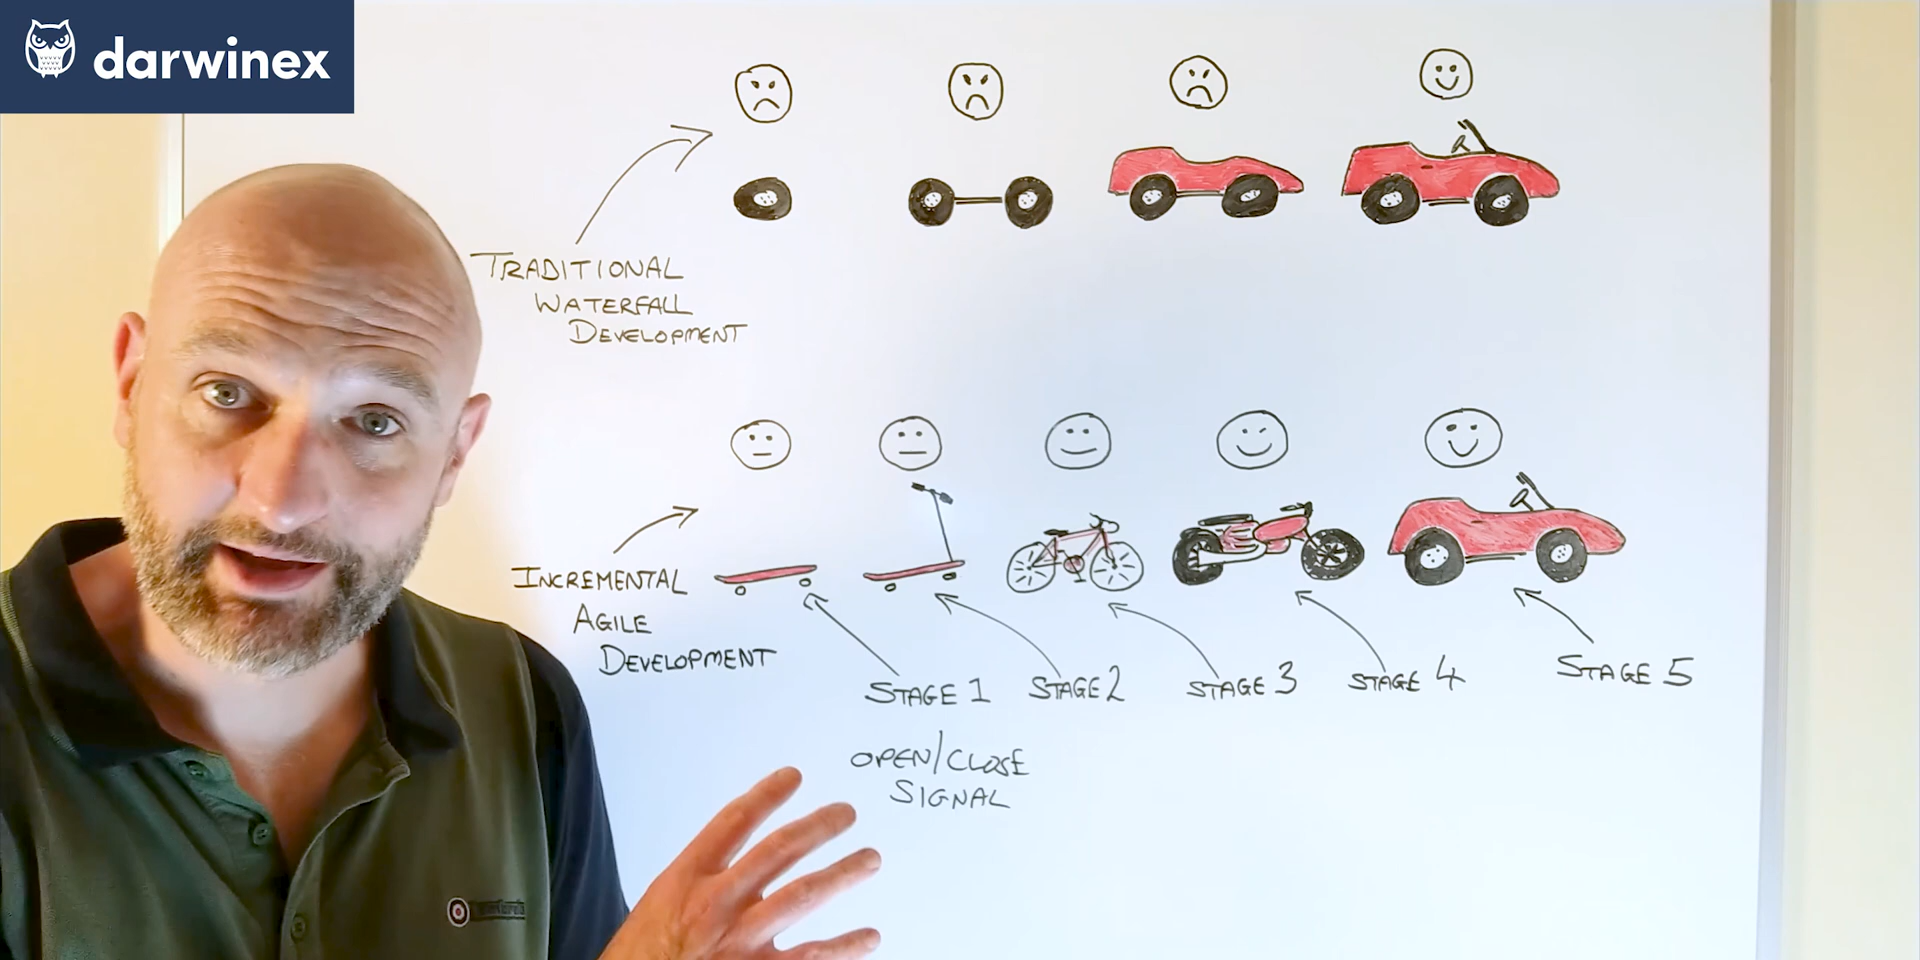 darwinex
TRADITIONAL
WATERFALL
DEVELOPMENT
INCREMENTAL
AGILE
DEVELOPMENT
STAGE 1
STAGE 2
STAGE 3
STAGE 4
STAGE 5
OPEN/CLOSE
SIGNAL